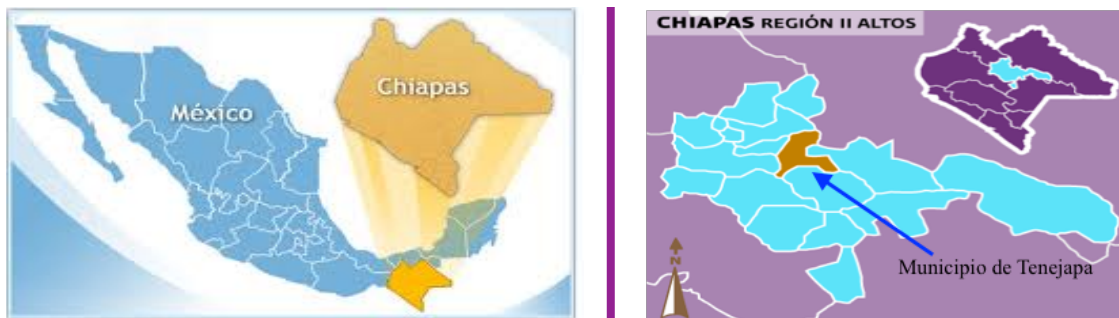 México
Chiapas
CHIAPAS REGIÓN II ALTOS
N
Municipio de Tenejapa